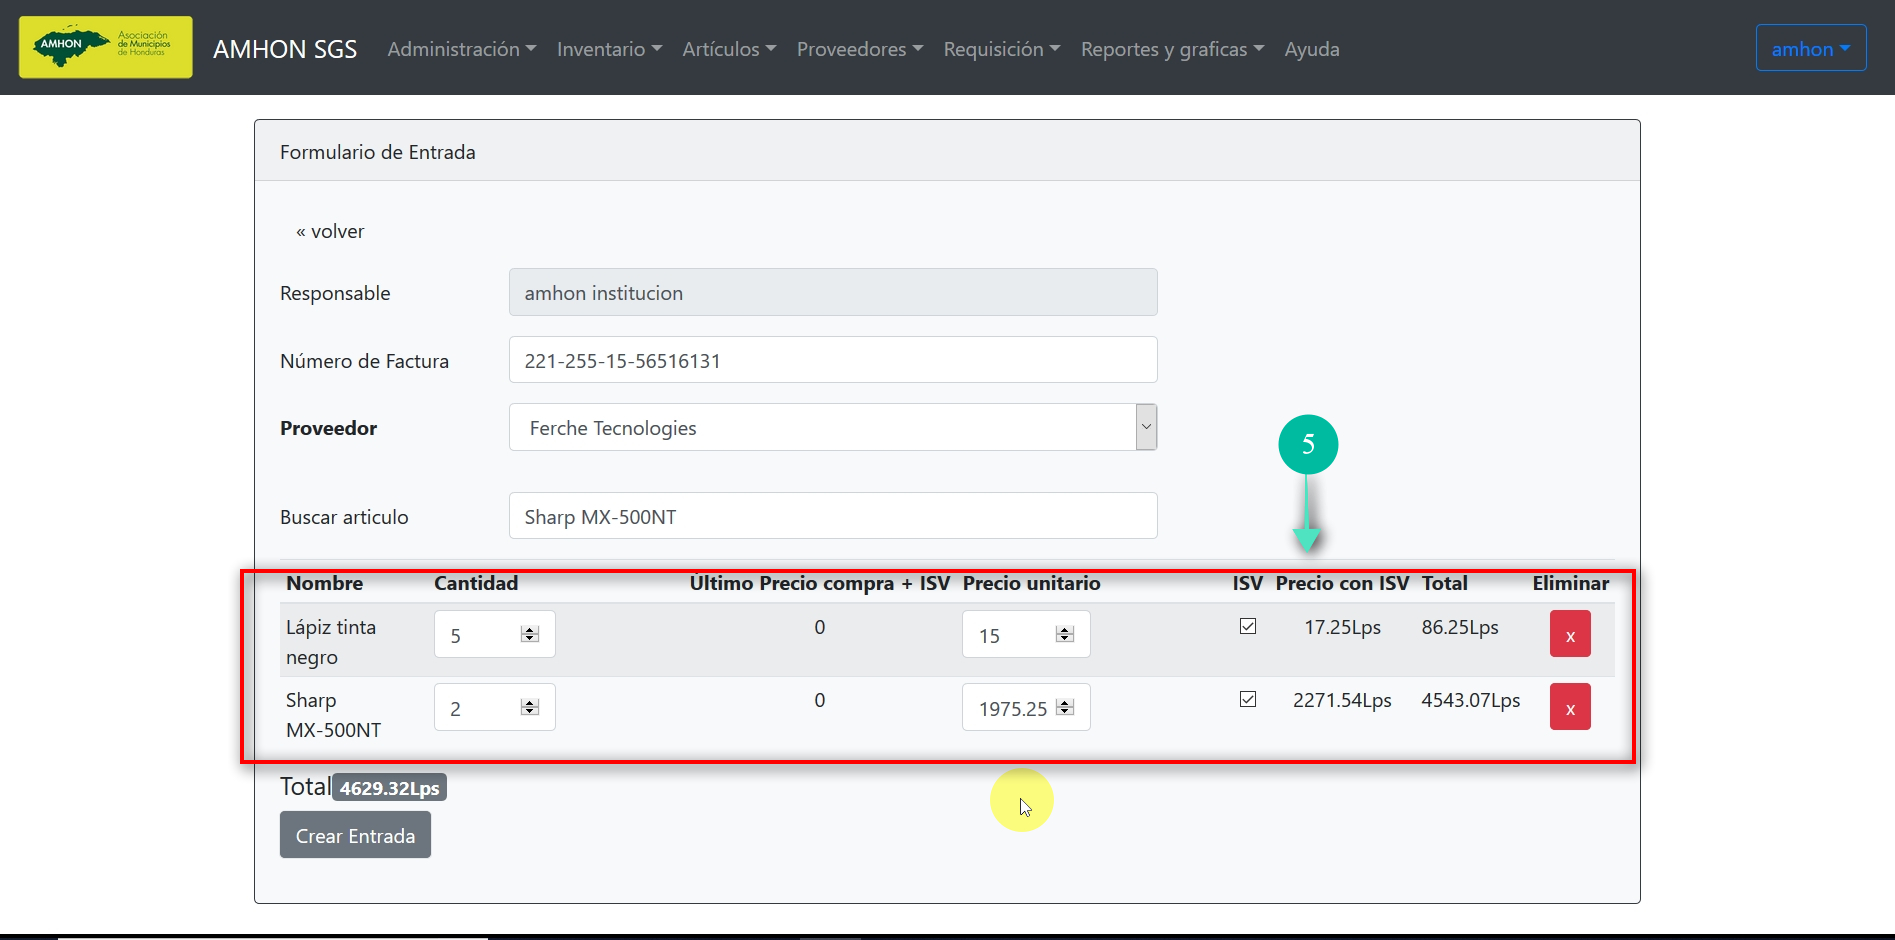 AMHON
Asociación
de Municipios
de Honduras
AMHON SGS
Administración
Inventario
Artículos
Proveedores
Requisición
Reportes y graficas
Ayuda
amhon
Formulario de Entrada
« volver
Responsable
amhon institucion
Número de Factura
221-255-15-56516131
Proveedor
Ferche Tecnologies
5
Buscar articulo
Sharp MX-500NT
Nombre Cantidad Último Precio compra + ISV Precio unitario ISV Precio con ISV Total Eliminar
Lápiz tinta 5 0 15 17.25Lps 86.25Lps x
negro
Sharp 2 0 1975.25 2271.54Lps 4543.07Lps x
MX-500NT
Total 4629.32Lps
Crear Entrada